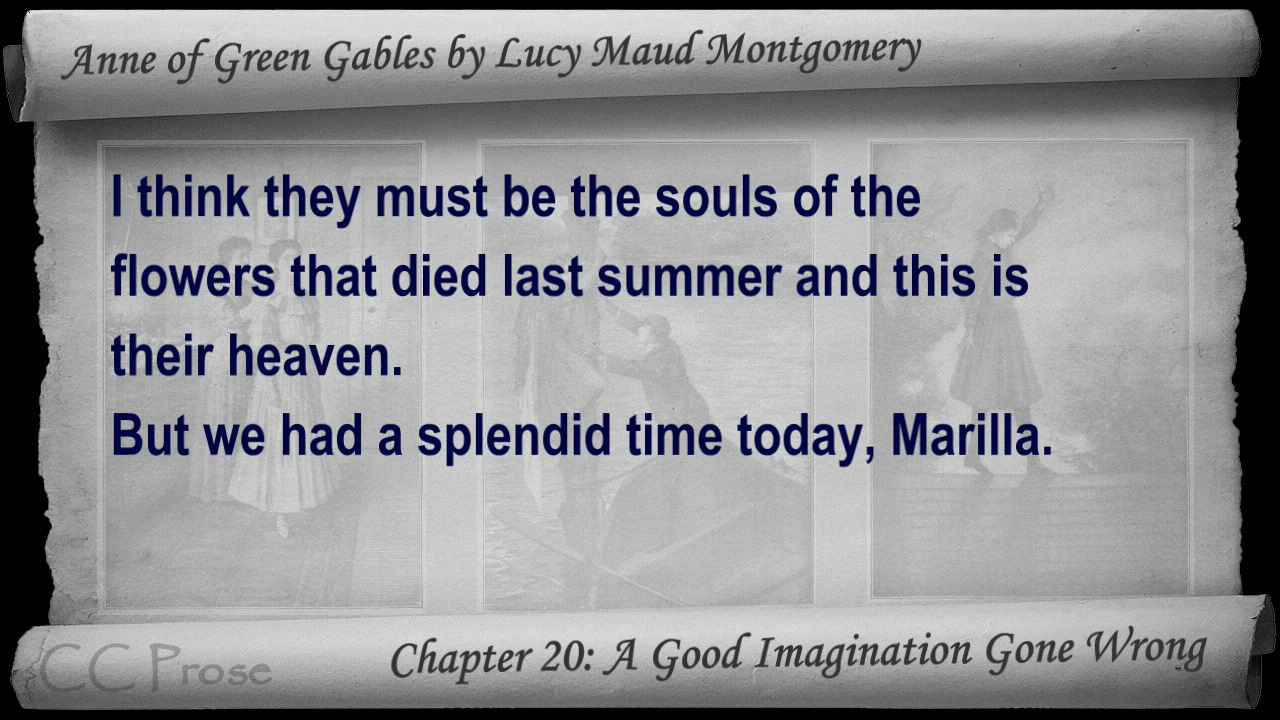 Anne of Green Gables by Lucy Maud Montgomery
I think they must be the souls of the
flowers that died last summer and this is
their heaven.
But we had a splendid time today, Marilla.
CC Prose
Chapter 20: A Good Imagination Gone Wrong